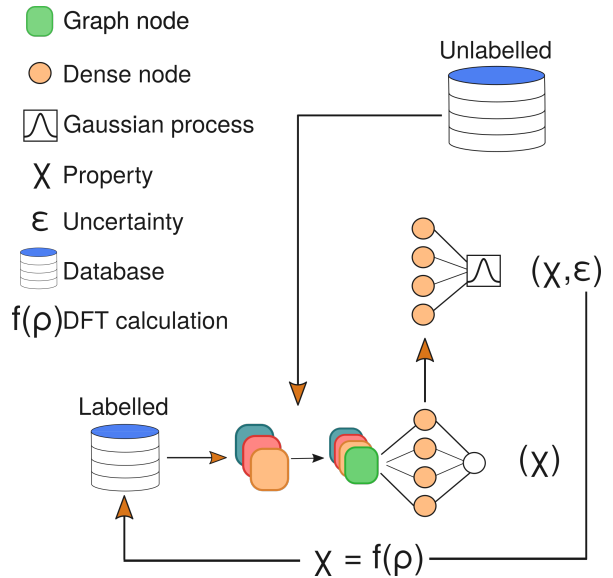 Graph node
Unlabelled
Dense node
Gaussian process
χ Property
ε Uncertainty
(χ,ε)
Database
f(ρ) DFT calculation
Labelled
(χ)
χ = f(ρ)